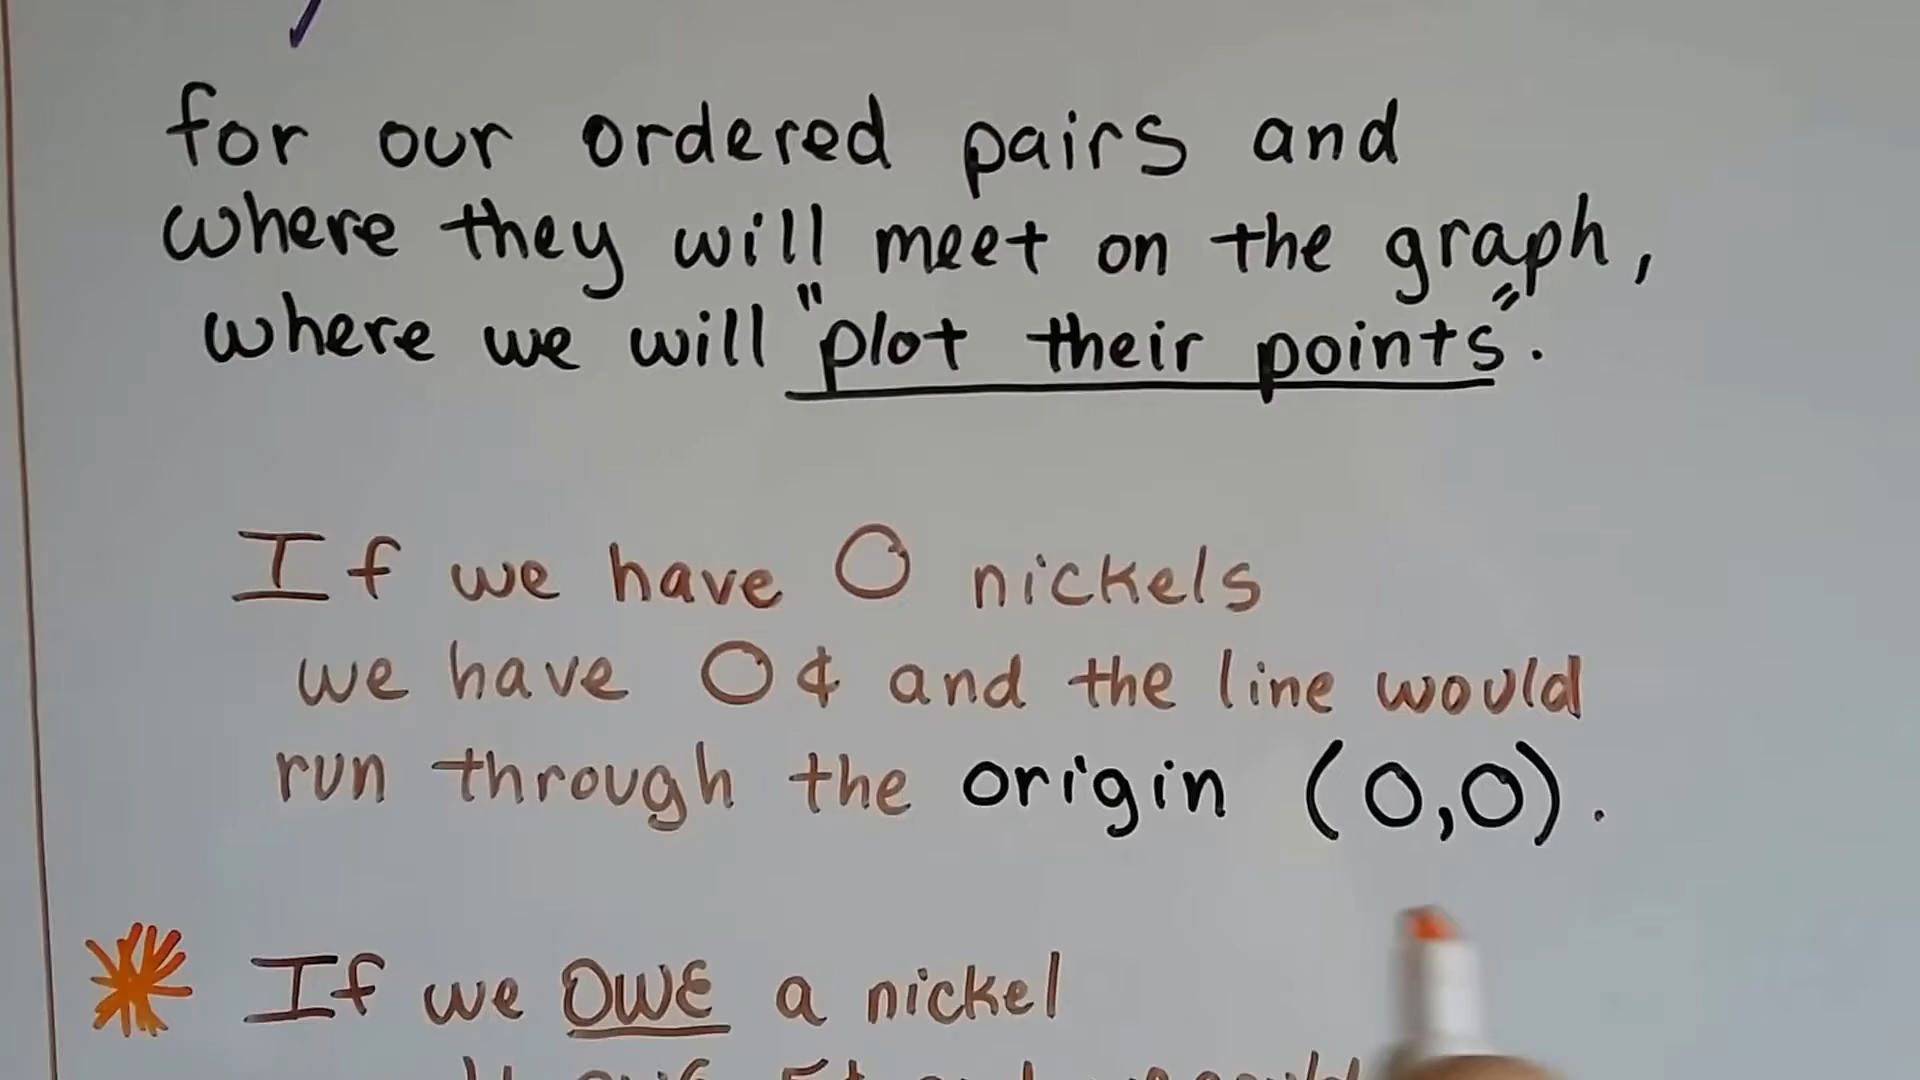 for our ordered pairs and
where they will meet on the graph,
where we will "plot their points".
If we have 0 nickels
we have 0¢ and the line would
run through the origin (0,0).
If we OWE a nickel